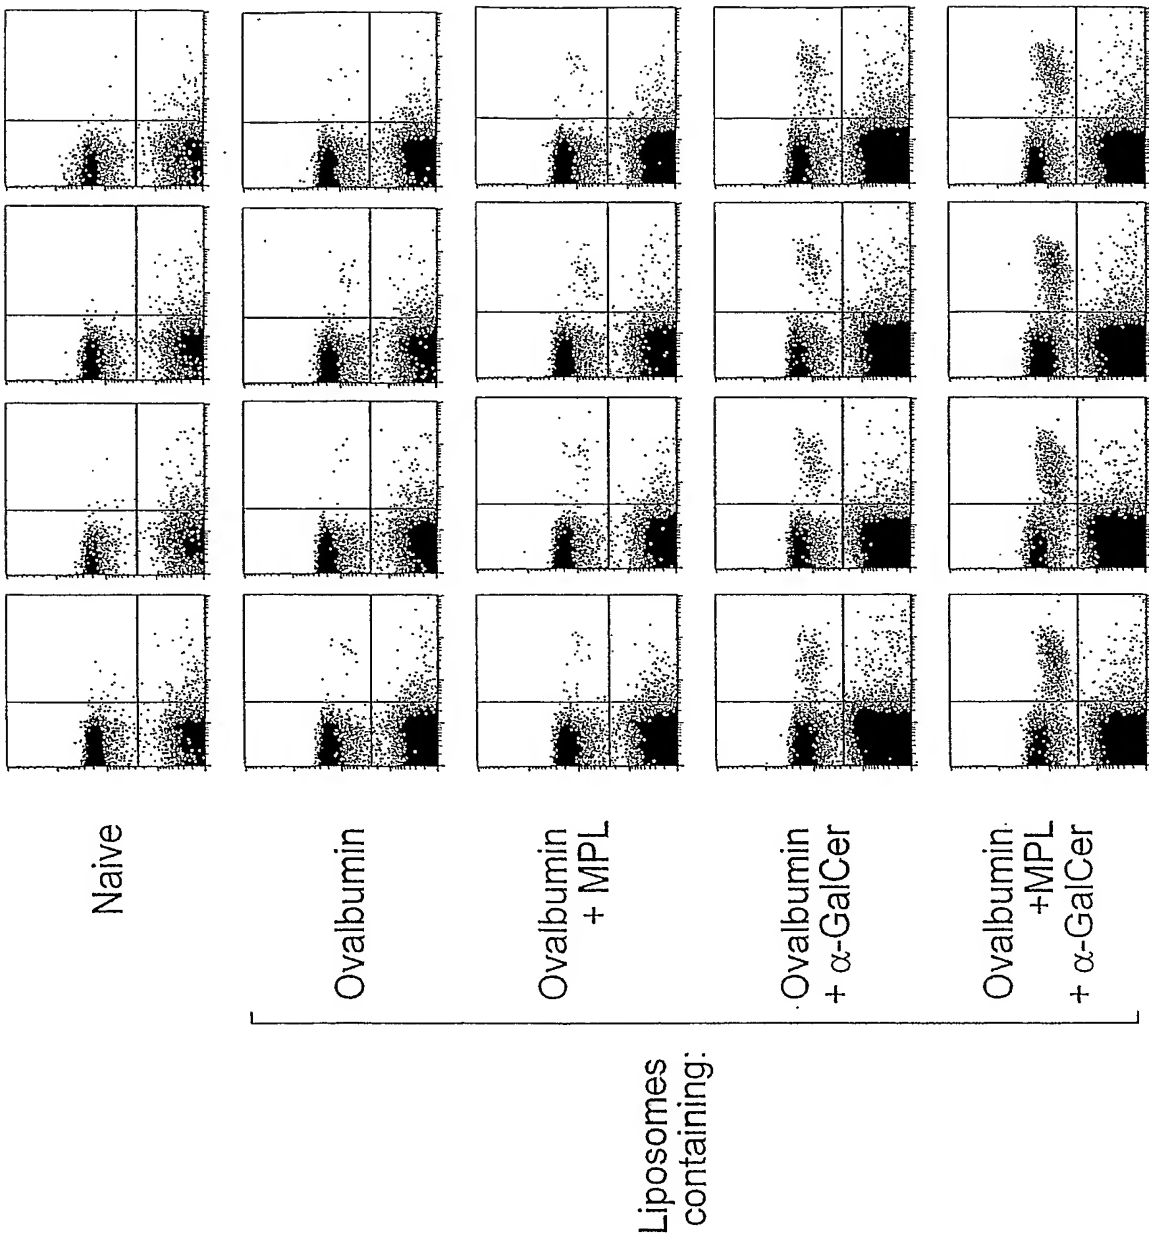 Naive
Ovalbumin
Ovalbumin
+ MPL
Ovalbumin
+ α-GalCer
Ovalbumin
+MPL
+ α-GalCer
Liposomes
containing: